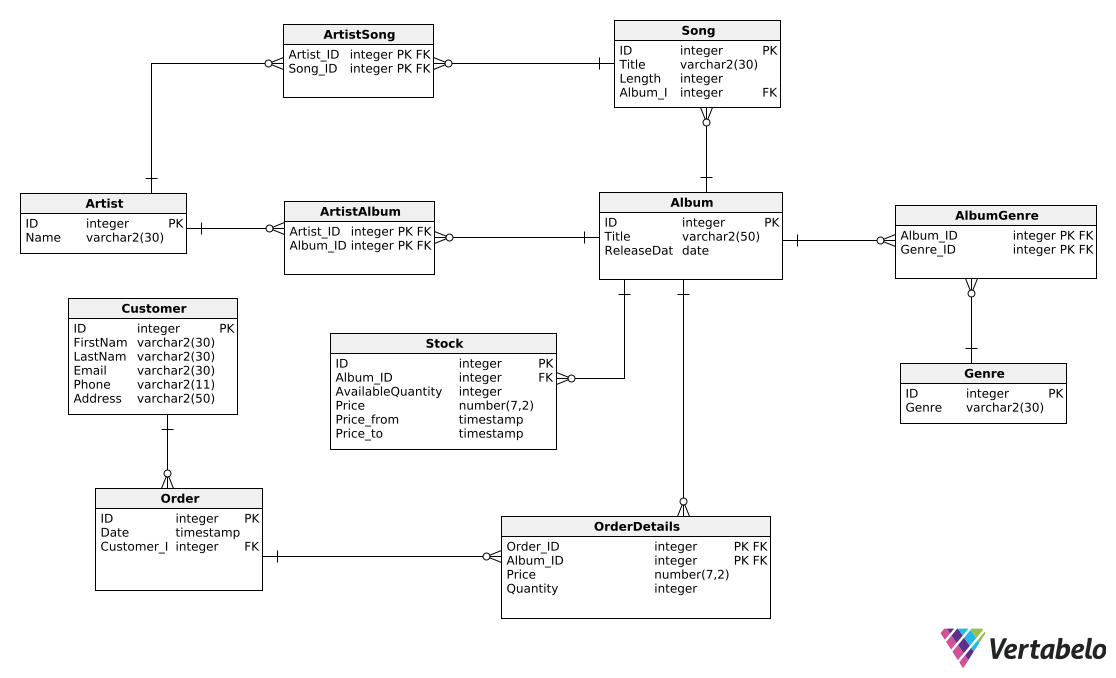 ArtistSong
Artist_ID integer PK FK
Song_ID integer PK FK
Song
ID integer PK
Title varchar2(30)
Length integer
Album_I integer FK
Artist
ID integer PK
Name varchar2(30)
ArtistAlbum
Artist_ID integer PK FK
Album_ID integer PK FK
Album
ID integer PK
Title varchar2(50)
ReleaseDat date
AlbumGenre
Album_ID integer PK FK
Genre_ID integer PK FK
Customer
ID integer PK
FirstNam varchar2(30)
LastNam varchar2(30)
Email varchar2(30)
Phone varchar2(11)
Address varchar2(50)
Stock
ID integer PK
Album_ID integer FK
AvailableQuantity integer
Price number(7,2)
Price_from timestamp
Price_to timestamp
Genre
ID integer PK
Genre varchar2(30)
Order
ID integer PK
Date timestamp
Customer_I integer FK
OrderDetails
Order_ID integer PK FK
Album_ID integer PK FK
Price number(7,2)
Quantity integer
Vertabelo